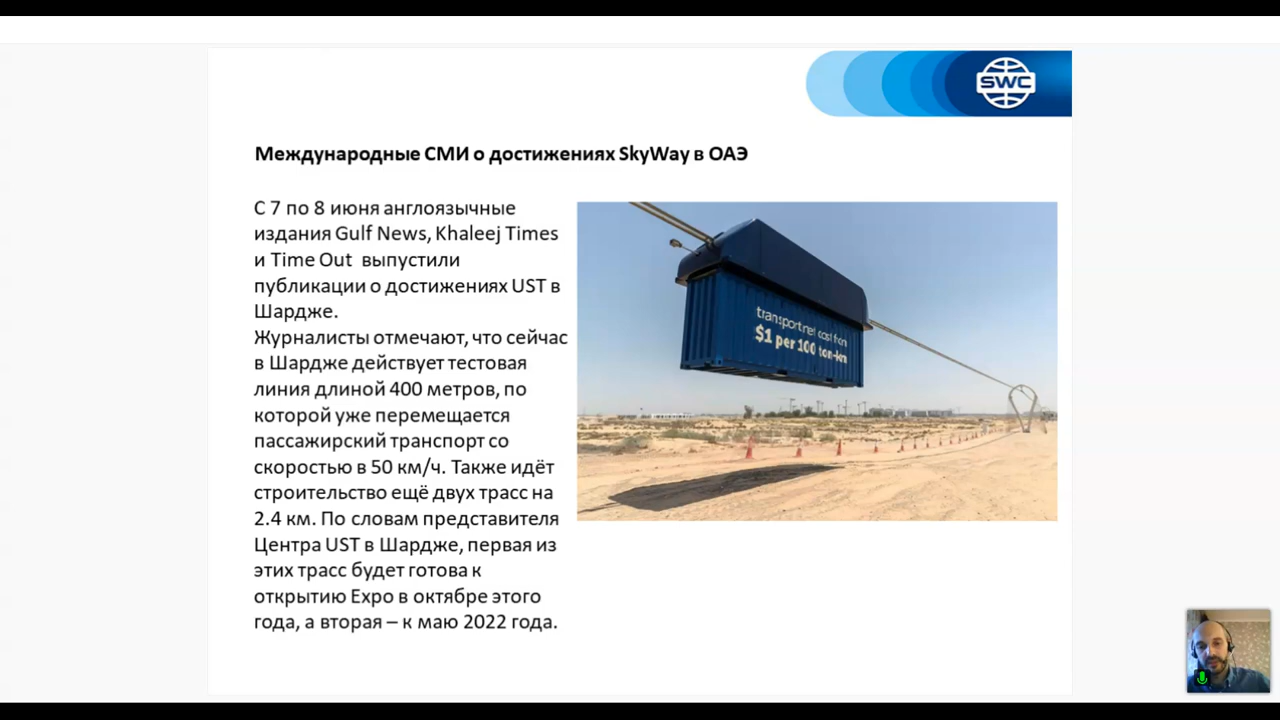 SWC
Международные СМИ о достижениях SkyWay в ОАЭ
С 7 по 8 июня англоязычные
издания Gulf News, Khaleej Times
и Time Out выпустили
публикации о достижениях UST в
Шардже.
Журналисты отмечают, что сейчас
в Шардже действует тестовая
линия длиной 400 метров, по
которой уже перемещается
пассажирский транспорт со
скоростью в 50 км/ч. Также идёт
строительство ещё двух трасс на
2.4 км. По словам представителя
Центра UST в Шардже, первая из
этих трасс будет готова к
открытию Expo в октябре этого
года, а вторая – к маю 2022 года.
transport net cost from
$1 per 100 ton-km